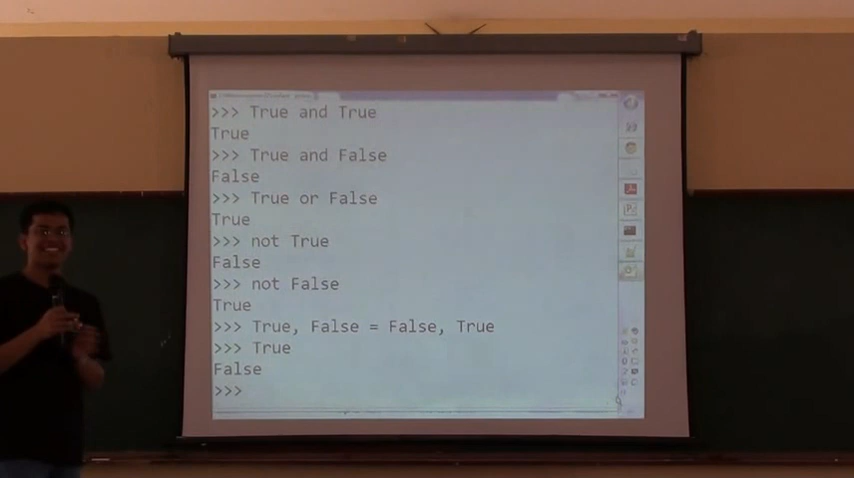 >>> True and True
True
>>> True and False
False
>>> True or False
True
>>> not True
False
>>> not False
True
>>> True, False = False, True
>>> True
False
>>>